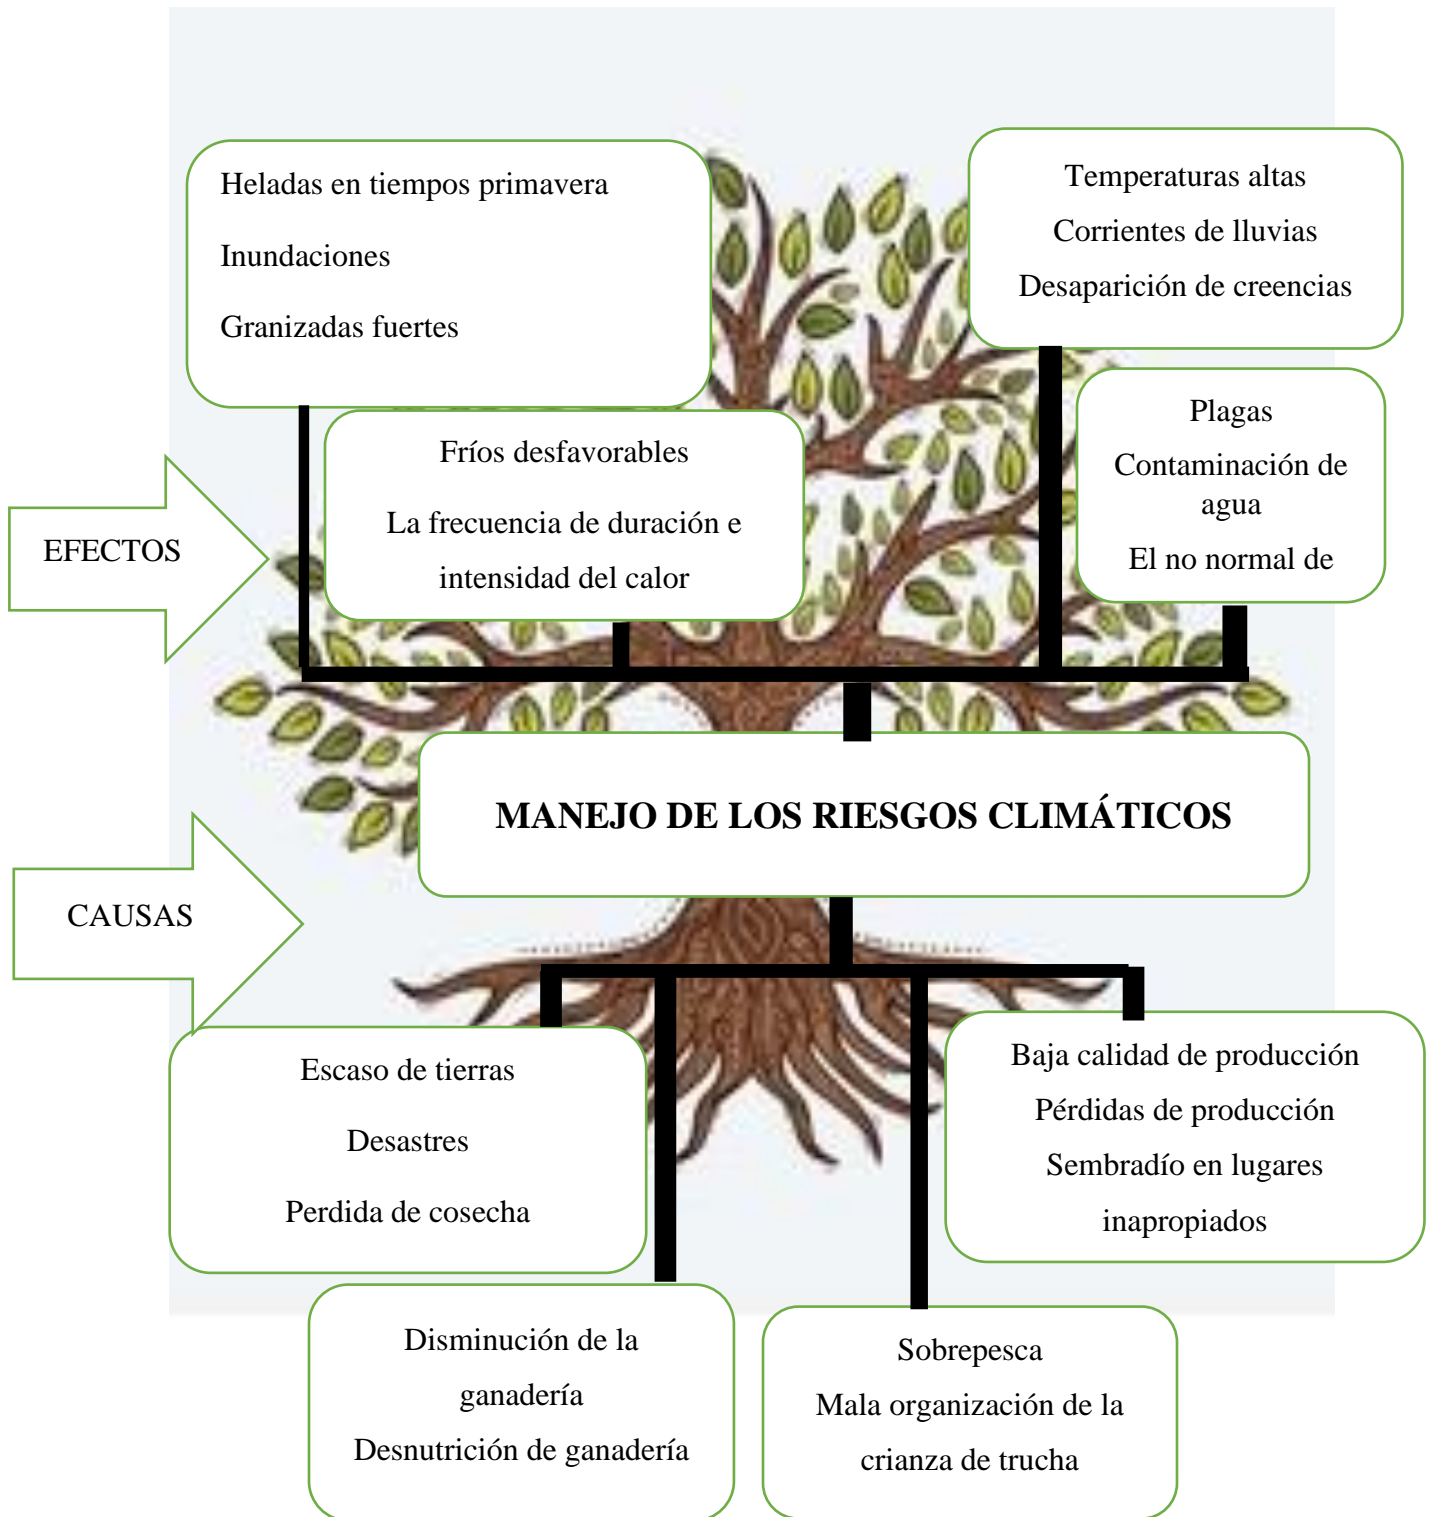 Heladas en tiempos primavera
Inundaciones
Granizadas fuertes
Temperaturas altas
Corrientes de lluvias
Desaparición de creencias
Fríos desfavorables
La frecuencia de duración e
intensidad del calor
Plagas
Contaminación de
agua
El no normal de
EFECTOS
MANEJO DE LOS RIESGOS CLIMÁTICOS
CAUSAS
Escaso de tierras
Desastres
Perdida de cosecha
Baja calidad de producción
Pérdidas de producción
Sembradío en lugares
inapropiados
Disminución de la
ganadería
Desnutrición de ganadería
Sobrepesca
Mala organización de la
crianza de trucha